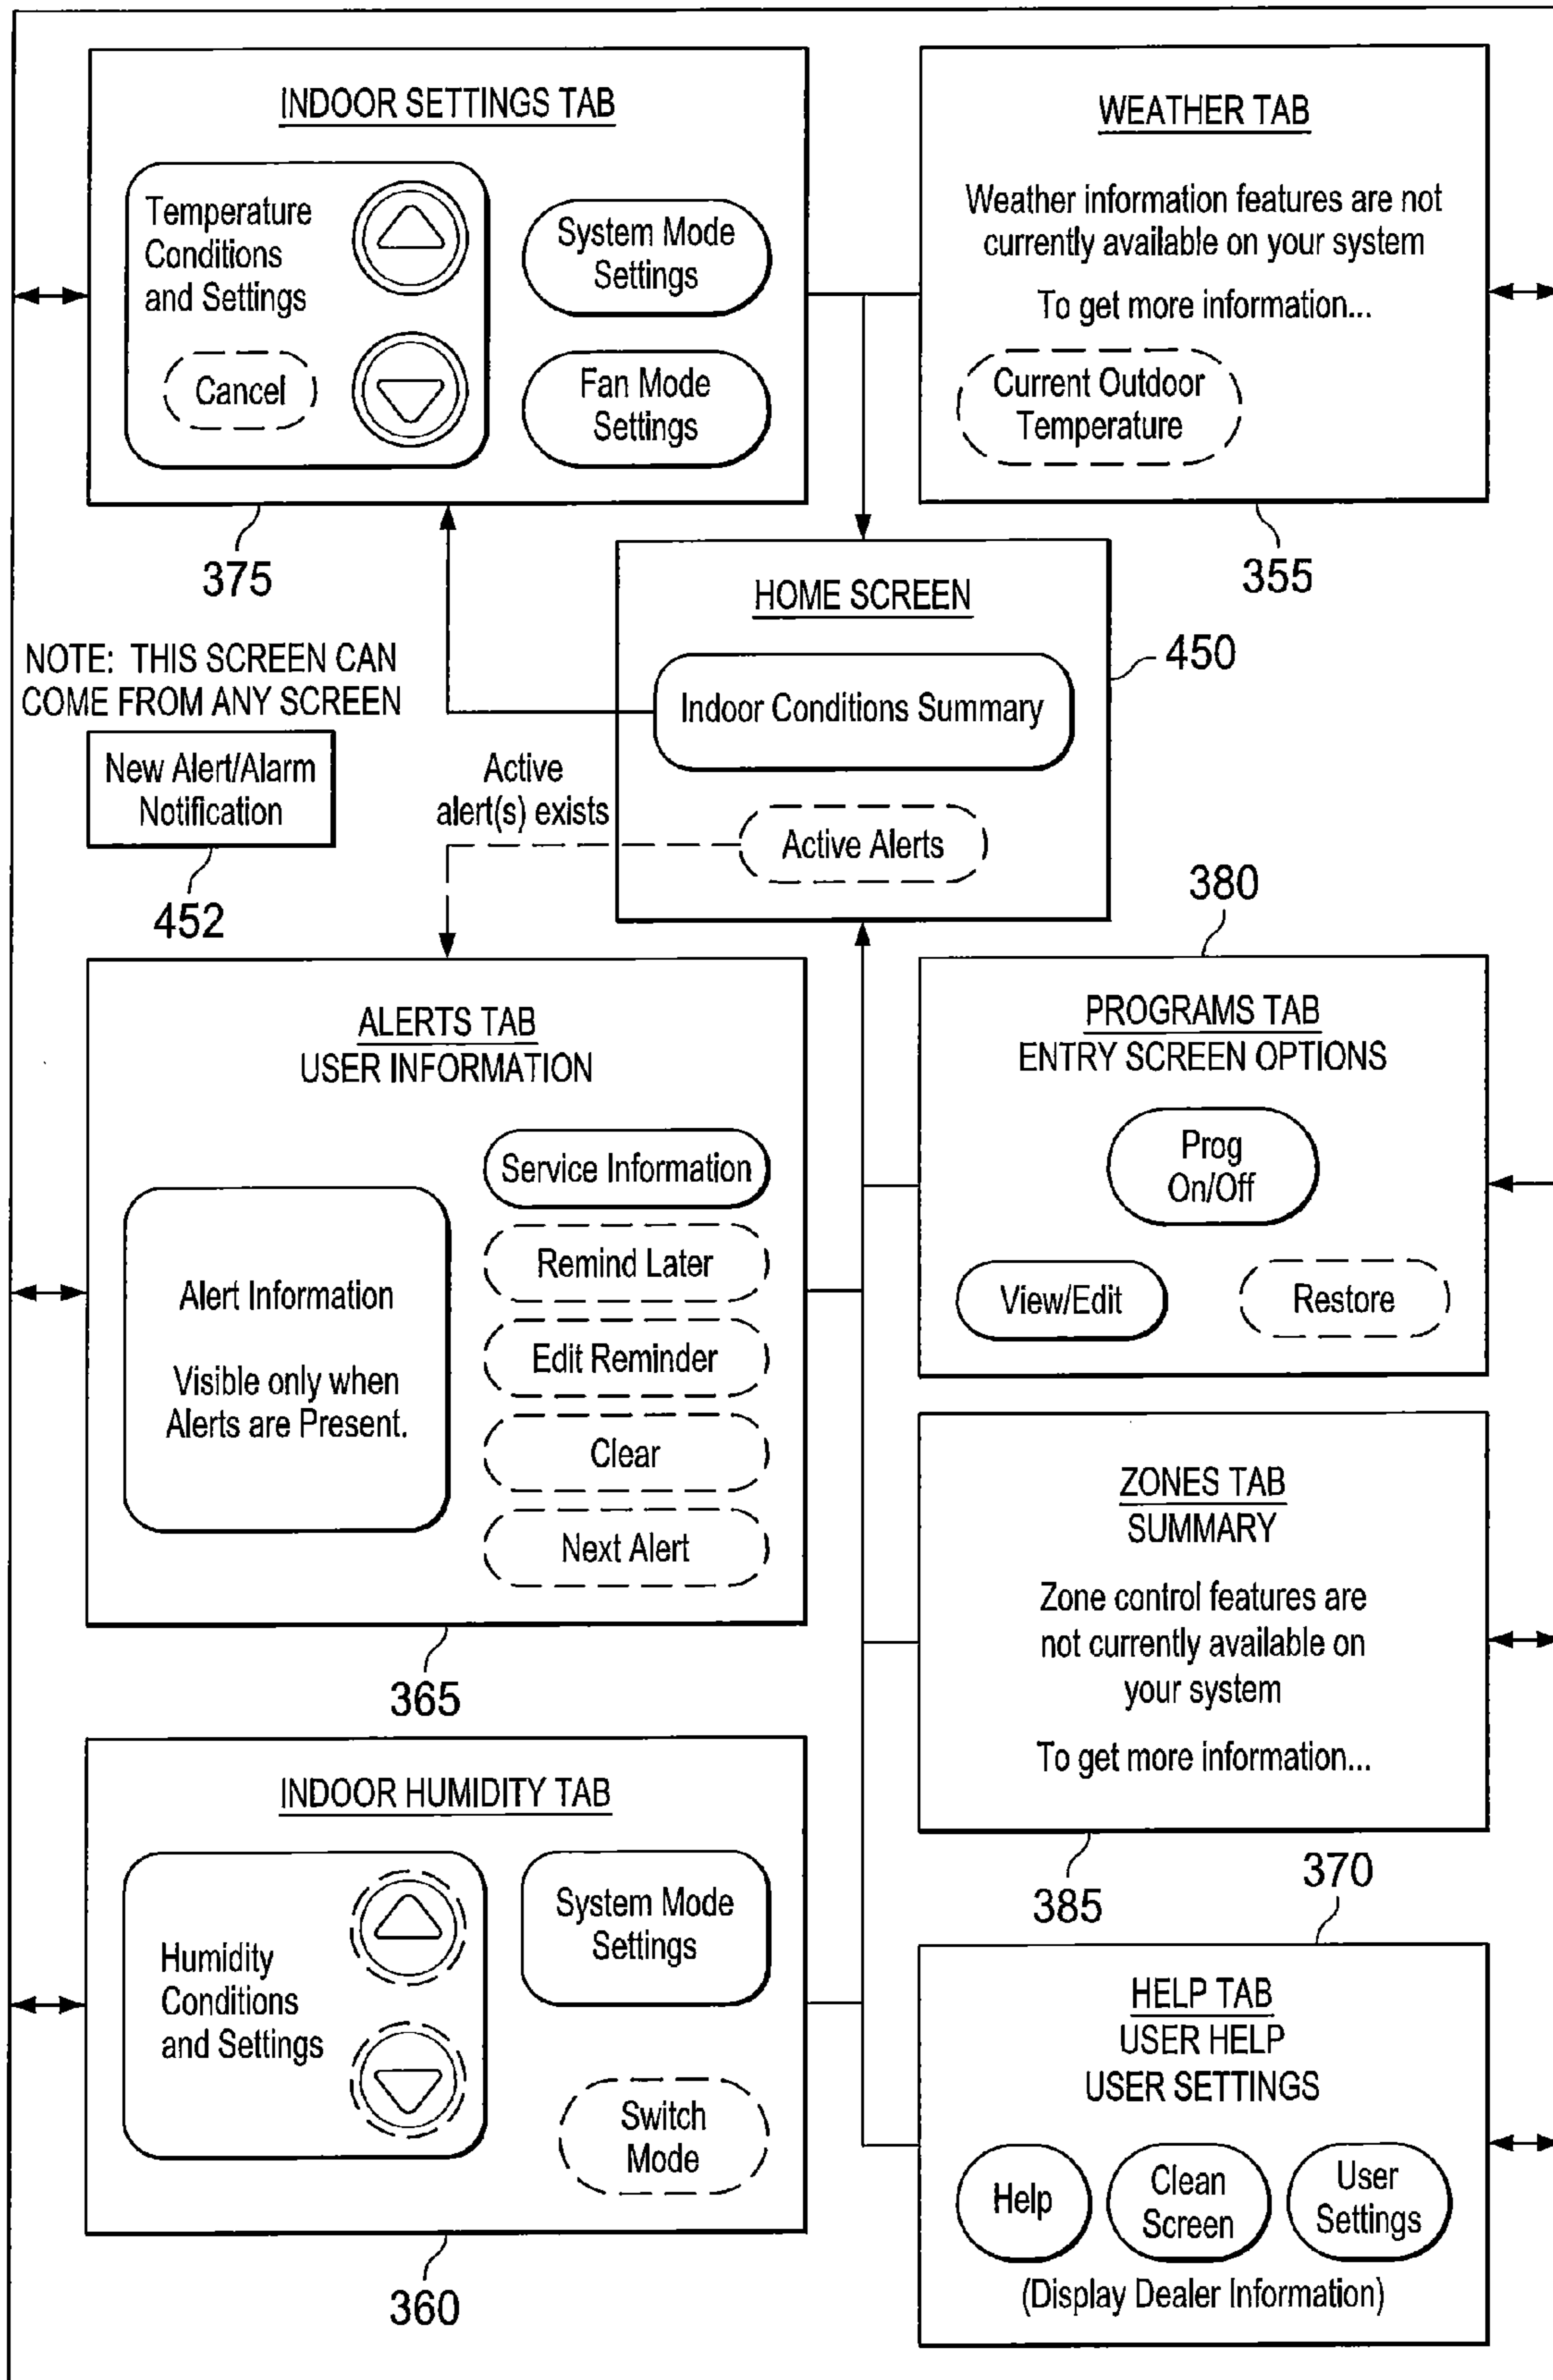 INDOOR SETTINGS TAB
Temperature
Conditions
and Settings
Cancel
System Mode
Settings
Fan Mode
Settings
375
WEATHER TAB
Weather information features are not
currently available on your system
To get more information...
Current Outdoor
Temperature
355
HOME SCREEN
Indoor Conditions Summary
Active Alerts
450
NOTE: THIS SCREEN CAN
COME FROM ANY SCREEN
New Alert/Alarm
Notification
452
Active
alert(s) exists
ALERTS TAB
USER INFORMATION
Alert Information
Visible only when
Alerts are Present.
Service Information
Remind Later
Edit Reminder
Clear
Next Alert
365
380
PROGRAMS TAB
ENTRY SCREEN OPTIONS
Prog
On/Off
View/Edit
Restore
ZONES TAB
SUMMARY
Zone control features are
not currently available on
your system
To get more information...
385
INDOOR HUMIDITY TAB
Humidity
Conditions
and Settings
System Mode
Settings
Switch
Mode
360
370
HELP TAB
USER HELP
USER SETTINGS
Help
Clean
Screen
User
Settings
(Display Dealer Information)